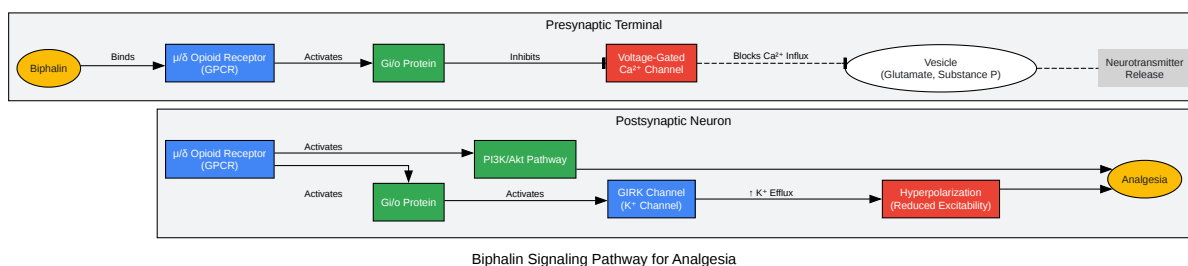 Presynaptic Terminal
Biphalin
Binds
μ/δ Opioid Receptor
(GPCR)
Activates
Gi/o Protein
Inhibits
Voltage-Gated
Ca²⁺ Channel
Blocks Ca²⁺ Influx
Vesicle
(Glutamate, Substance P)
Neurotransmitter
Release
Postsynaptic Neuron
μ/δ Opioid Receptor
(GPCR)
Activates
PI3K/Akt Pathway
Activates
Gi/o Protein
Activates
GIRK Channel
(K⁺ Channel)
↑ K⁺ Efflux
Hyperpolarization
(Reduced Excitability)
Analgesia
Biphalin Signaling Pathway for Analgesia